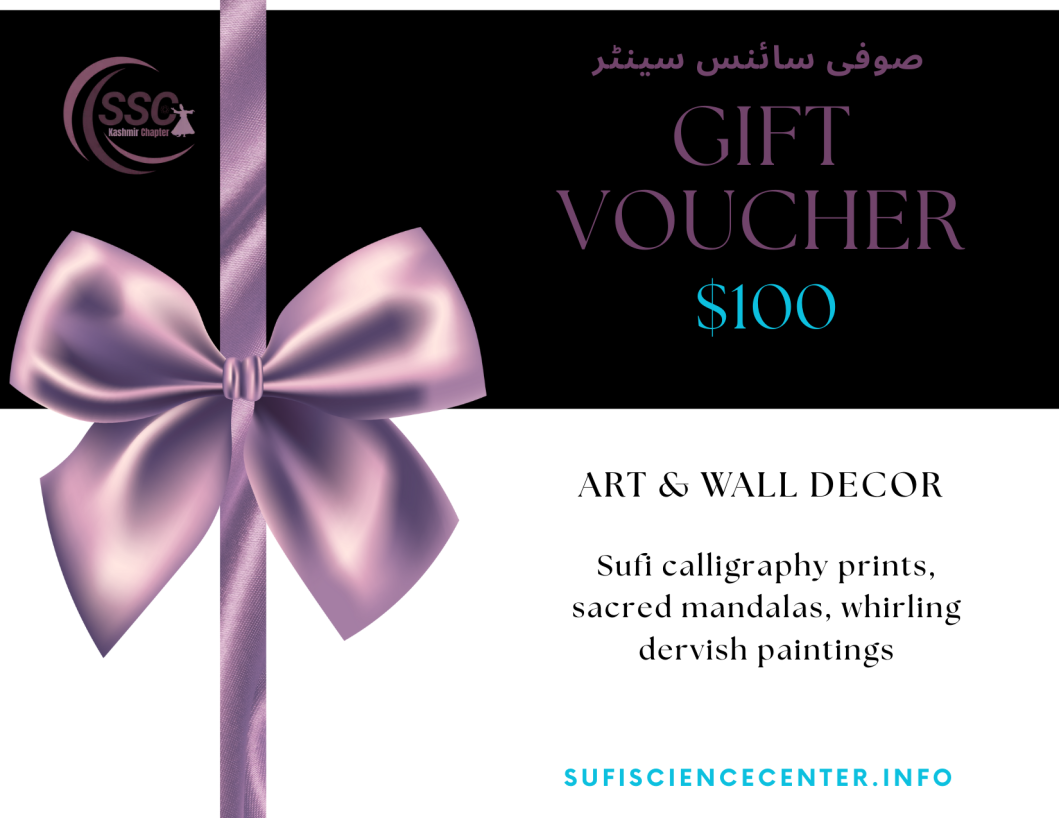 SSC
Kashmir Chapter
صوفی سائنس سینٹر
GIFT
VOUCHER
$100
ART & WALL DECOR
Sufi calligraphy prints,
sacred mandalas, whirling
dervish paintings
SUFISCIENCECENTER.INFO